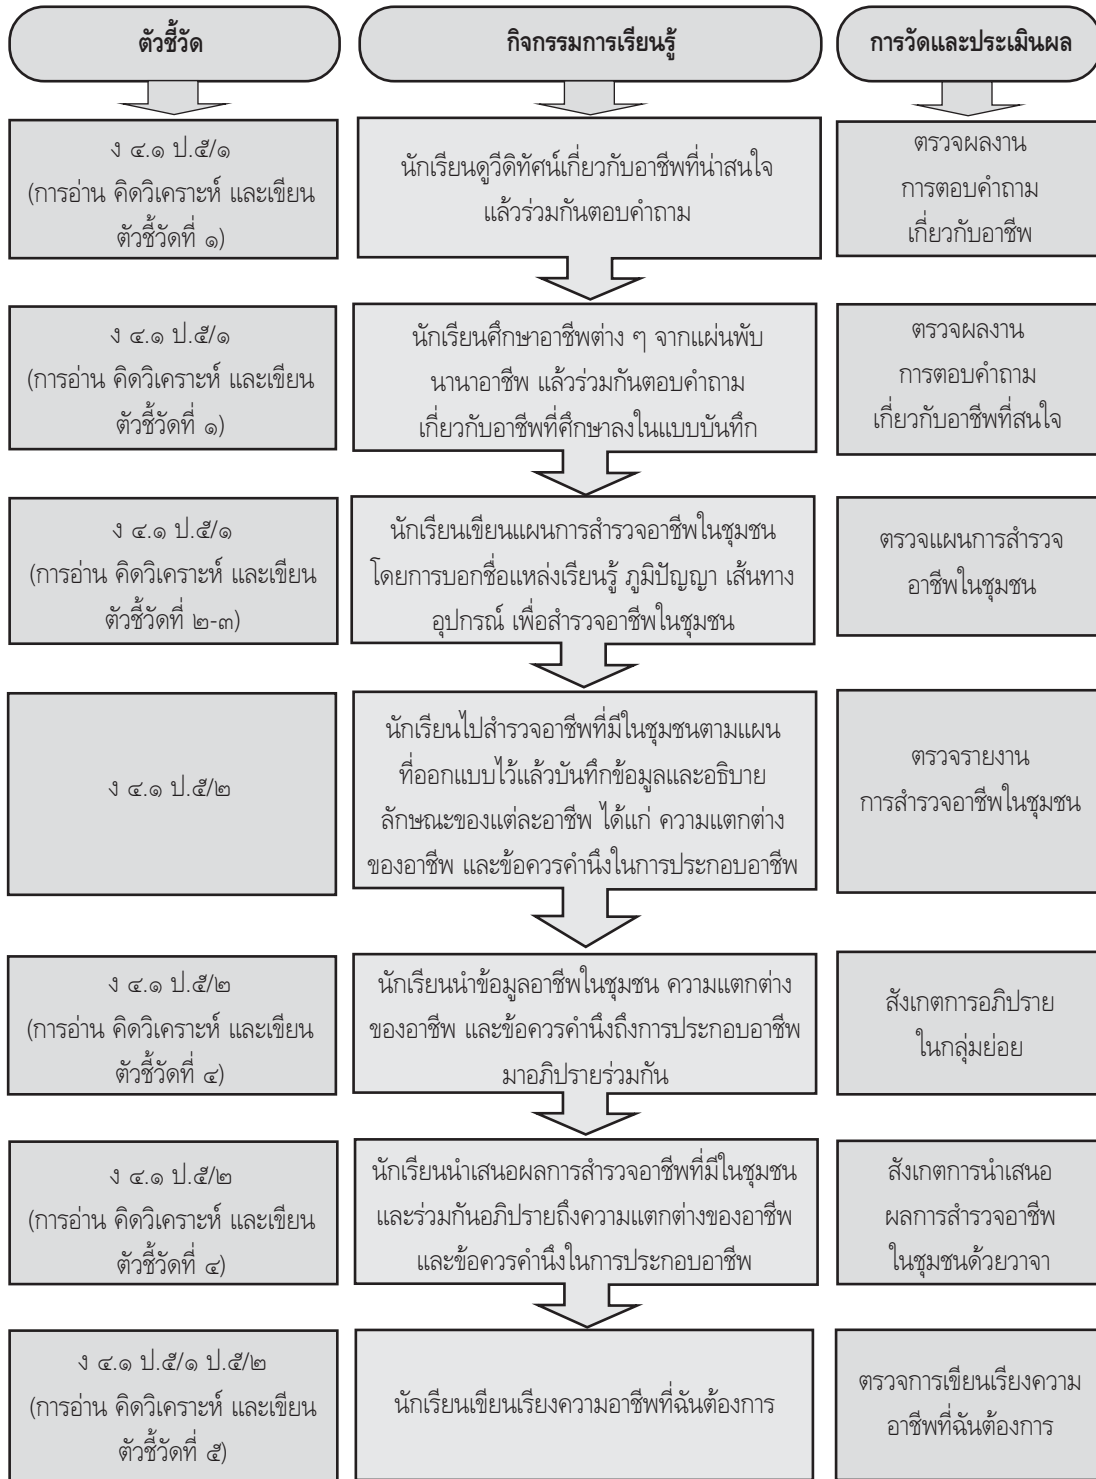 ตัวชี้วัด
กิจกรรมการเรียนรู้
การวัดและประเมินผล
ง ๔.๑ ป.๕/๑
(การอ่าน คิดวิเคราะห์ และเขียน
ตัวชี้วัดที่ ๑)
นักเรียนดูวีดิทัศน์เกี่ยวกับอาชีพที่น่าสนใจ
แล้วร่วมกันตอบคำถาม
ตรวจผลงาน
การตอบคำถาม
เกี่ยวกับอาชีพ
ง ๔.๑ ป.๕/๑
(การอ่าน คิดวิเคราะห์ และเขียน
ตัวชี้วัดที่ ๑)
นักเรียนศึกษาอาชีพต่าง ๆ จากแผ่นพับ
นานาอาชีพ แล้วร่วมกันตอบคำถาม
เกี่ยวกับอาชีพที่ศึกษาลงในแบบบันทึก
ตรวจผลงาน
การตอบคำถาม
เกี่ยวกับอาชีพที่สนใจ
ง ๔.๑ ป.๕/๑
(การอ่าน คิดวิเคราะห์ และเขียน
ตัวชี้วัดที่ ๒-๓)
นักเรียนเขียนแผนการสำรวจอาชีพในชุมชน
โดยการบอกชื่อแหล่งเรียนรู้ ภูมิปัญญา เส้นทาง
อุปกรณ์ เพื่อสำรวจอาชีพในชุมชน
ตรวจแผนการสำรวจ
อาชีพในชุมชน
ง ๔.๑ ป.๕/๒
นักเรียนไปสำรวจอาชีพที่มีในชุมชนตามแผน
ที่ออกแบบไว้แล้วบันทึกข้อมูลและอธิบาย
ลักษณะของแต่ละอาชีพ ได้แก่ ความแตกต่าง
ของอาชีพ และข้อควรคำนึงในการประกอบอาชีพ
ตรวจรายงาน
การสำรวจอาชีพในชุมชน
ง ๔.๑ ป.๕/๒
(การอ่าน คิดวิเคราะห์ และเขียน
ตัวชี้วัดที่ ๔)
นักเรียนนำข้อมูลอาชีพในชุมชน ความแตกต่าง
ของอาชีพ และข้อควรคำนึงถึงการประกอบอาชีพ
มาอภิปรายร่วมกัน
สังเกตการอภิปราย
ในกลุ่มย่อย
ง ๔.๑ ป.๕/๒
(การอ่าน คิดวิเคราะห์ และเขียน
ตัวชี้วัดที่ ๔)
นักเรียนนำเสนอผลการสำรวจอาชีพที่มีในชุมชน
และร่วมกันอภิปรายถึงความแตกต่างของอาชีพ
และข้อควรคำนึงในการประกอบอาชีพ
สังเกตการนำเสนอ
ผลการสำรวจอาชีพ
ในชุมชนด้วยวาจา
ง ๔.๑ ป.๕/๑ ป.๕/๒
(การอ่าน คิดวิเคราะห์ และเขียน
ตัวชี้วัดที่ ๕)
นักเรียนเขียนเรียงความอาชีพที่ฉันต้องการ
ตรวจการเขียนเรียงความ
อาชีพที่ฉันต้องการ